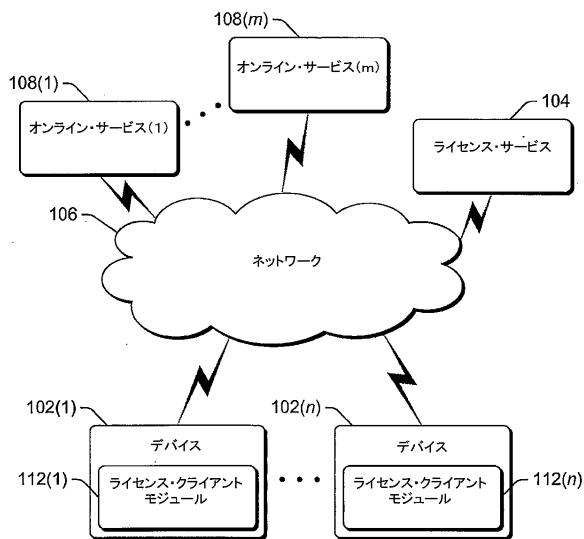 108(m)
オンライン・サービス(m)
108(1)
オンライン・サービス(1)
104
ライセンス・サービス
106
ネットワーク
102(1)
102(n)
デバイス
デバイス
112(1)
ライセンス・クライアント
モジュール
ライセンス・クライアント
モジュール
112(n)